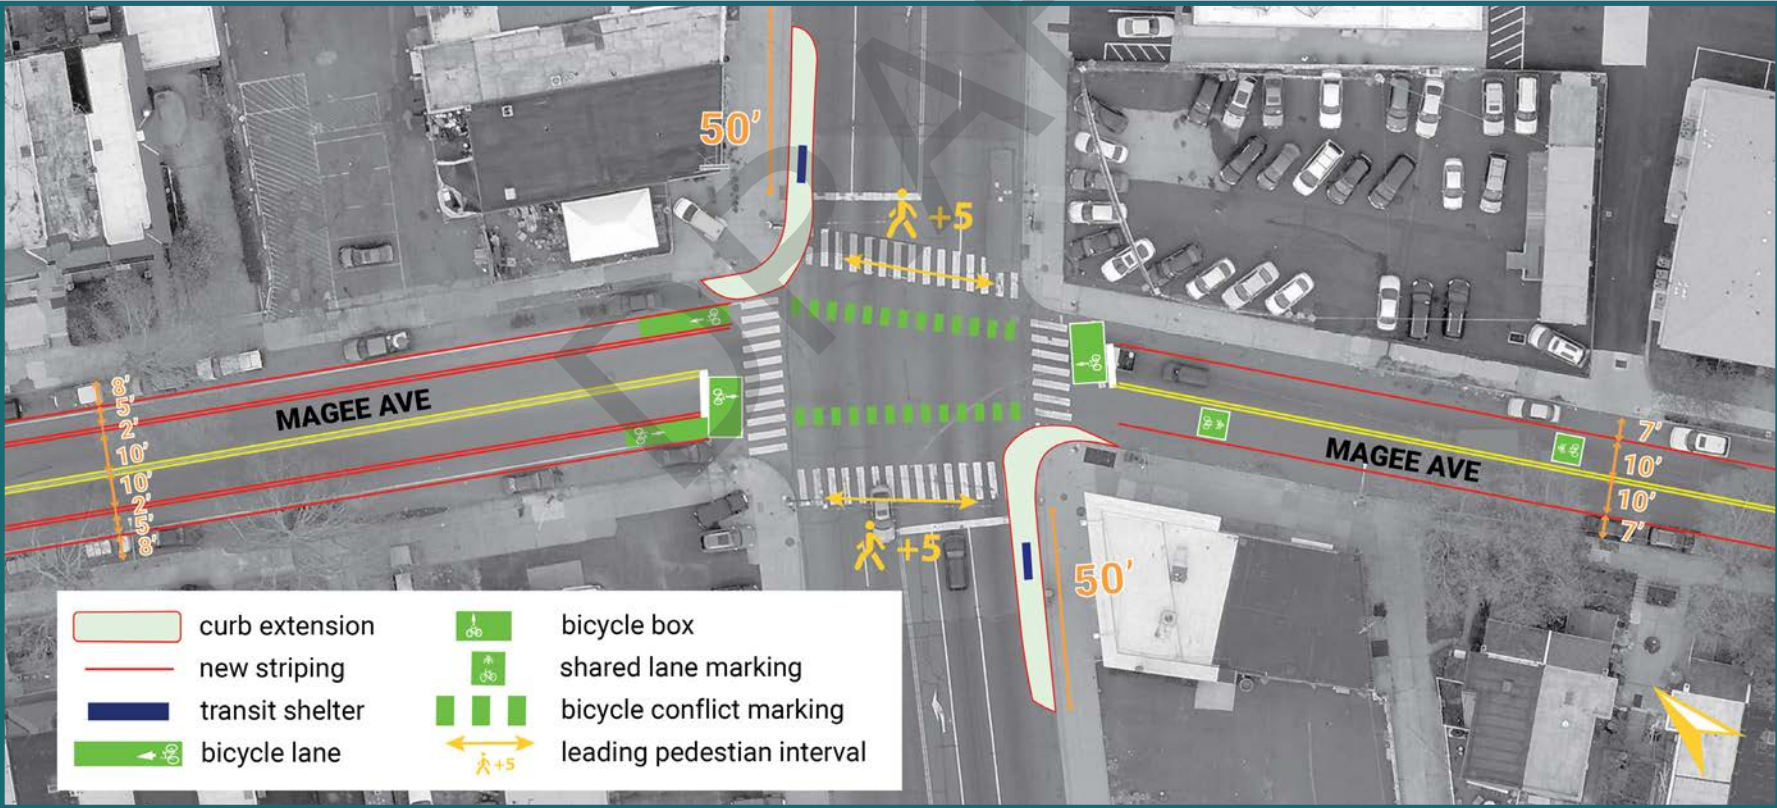 DRAFT
50'
+5
MAGEE AVE
8'
5'
2'
10'
10'
2'
5'
8'
MAGEE AVE
7'
10'
10'
7'
+5
50'
curb extension
new striping
transit shelter
bicycle lane
bicycle box
shared lane marking
bicycle conflict marking
leading pedestian interval
+5